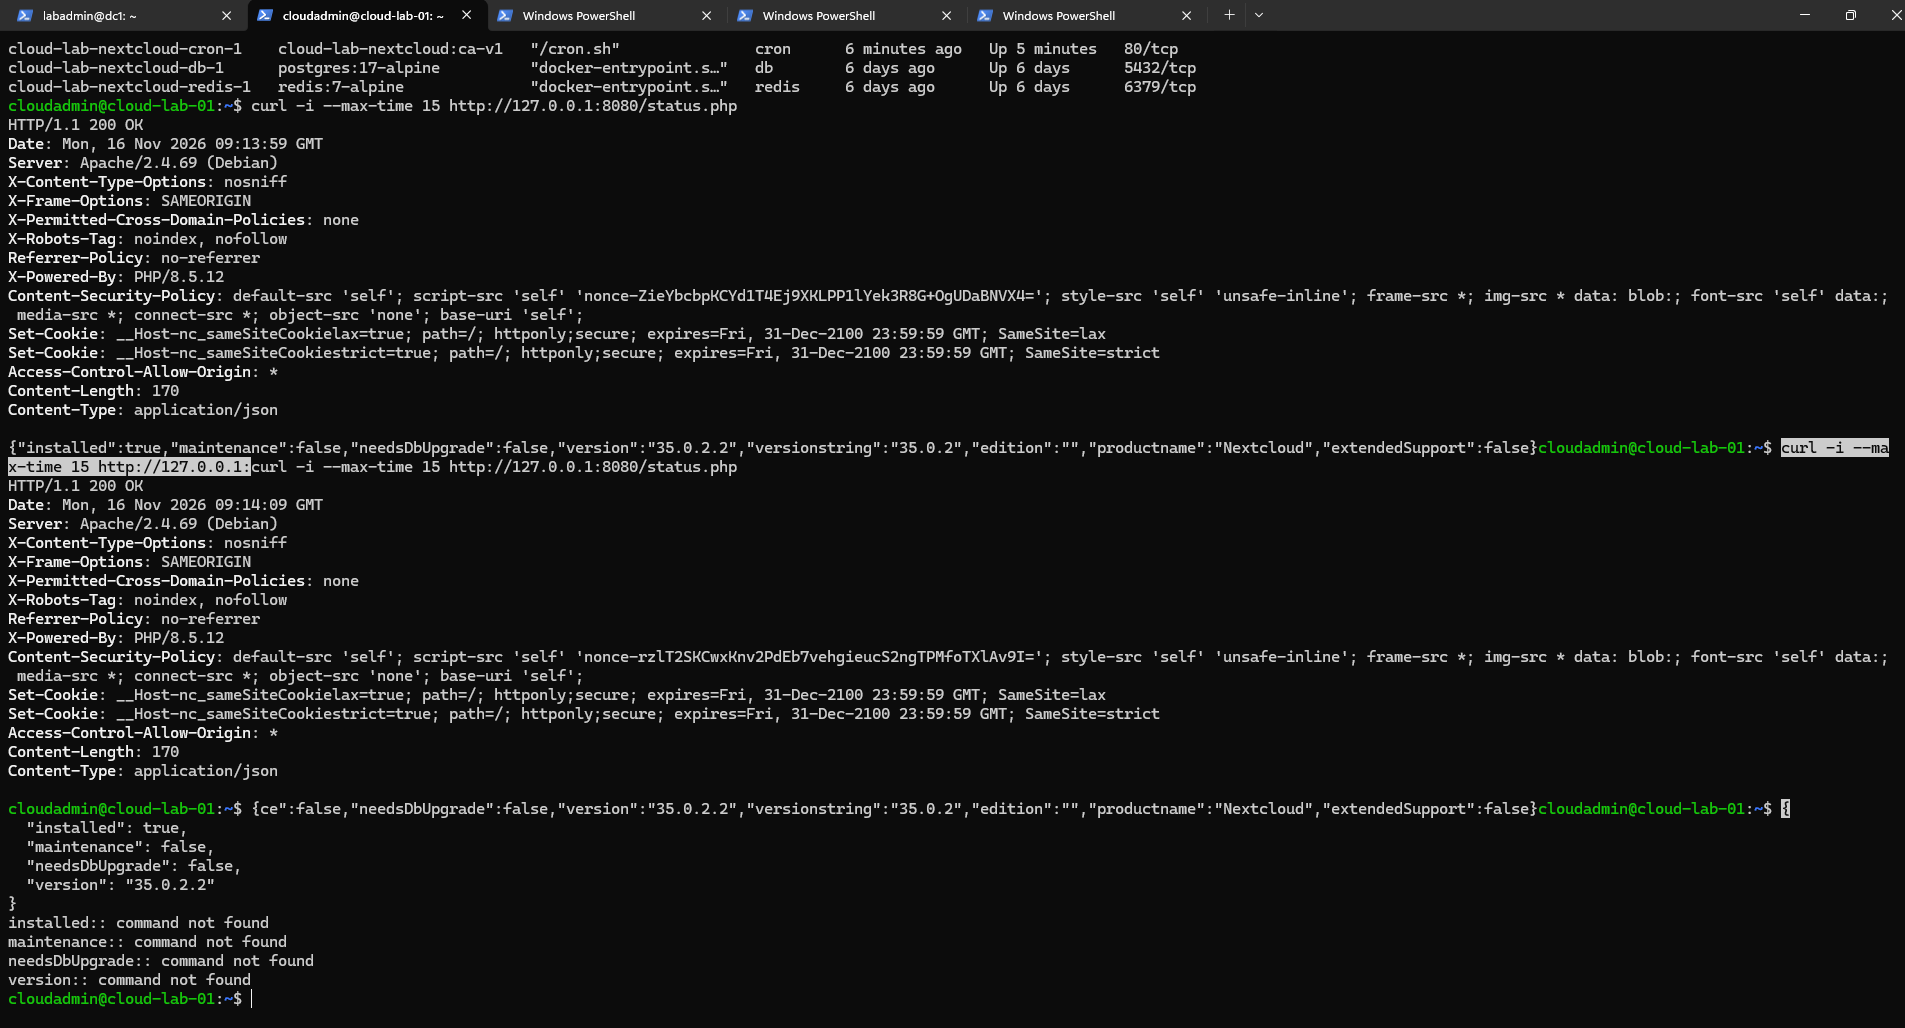 labadmin@dc1: ~
cloudadmin@cloud-lab-01: ~
Windows PowerShell
Windows PowerShell
Windows PowerShell
cloud-lab-nextcloud-cron-1    cloud-lab-nextcloud:ca-v1   "/cron.sh"               cron      6 minutes ago   Up 5 minutes   80/tcp
cloud-lab-nextcloud-db-1      postgres:17-alpine          "docker-entrypoint.s…"   db        6 days ago      Up 6 days      5432/tcp
cloud-lab-nextcloud-redis-1   redis:7-alpine              "docker-entrypoint.s…"   redis     6 days ago      Up 6 days      6379/tcp
cloudadmin@cloud-lab-01:~$ curl -i --max-time 15 http://127.0.0.1:8080/status.php
HTTP/1.1 200 OK
Date: Mon, 16 Nov 2026 09:13:59 GMT
Server: Apache/2.4.69 (Debian)
X-Content-Type-Options: nosniff
X-Frame-Options: SAMEORIGIN
X-Permitted-Cross-Domain-Policies: none
X-Robots-Tag: noindex, nofollow
Referrer-Policy: no-referrer
X-Powered-By: PHP/8.5.12
Content-Security-Policy: default-src 'self'; script-src 'self' 'nonce-ZieYbcbpKCYd1T4Ej9XKLPP1lYek3R8G+OgUDaBNVX4='; style-src 'self' 'unsafe-inline'; frame-src *; img-src * data: blob:; font-src 'self' data:;
 media-src *; connect-src *; object-src 'none'; base-uri 'self';
Set-Cookie: __Host-nc_sameSiteCookielax=true; path=/; httponly;secure; expires=Fri, 31-Dec-2100 23:59:59 GMT; SameSite=lax
Set-Cookie: __Host-nc_sameSiteCookiestrict=true; path=/; httponly;secure; expires=Fri, 31-Dec-2100 23:59:59 GMT; SameSite=strict
Access-Control-Allow-Origin: *
Content-Length: 170
Content-Type: application/json
{"installed":true,"maintenance":false,"needsDbUpgrade":false,"version":"35.0.2.2","versionstring":"35.0.2","edition":"","productname":"Nextcloud","extendedSupport":false}cloudadmin@cloud-lab-01:~$ curl -i --ma
x-time 15 http://127.0.0.1:curl -i --max-time 15 http://127.0.0.1:8080/status.php
HTTP/1.1 200 OK
Date: Mon, 16 Nov 2026 09:14:09 GMT
Server: Apache/2.4.69 (Debian)
X-Content-Type-Options: nosniff
X-Frame-Options: SAMEORIGIN
X-Permitted-Cross-Domain-Policies: none
X-Robots-Tag: noindex, nofollow
Referrer-Policy: no-referrer
X-Powered-By: PHP/8.5.12
Content-Security-Policy: default-src 'self'; script-src 'self' 'nonce-rzlT2SKCwxKnv2PdEb7vehgieucS2ngTPMfoTXlAv9I='; style-src 'self' 'unsafe-inline'; frame-src *; img-src * data: blob:; font-src 'self' data:;
 media-src *; connect-src *; object-src 'none'; base-uri 'self';
Set-Cookie: __Host-nc_sameSiteCookielax=true; path=/; httponly;secure; expires=Fri, 31-Dec-2100 23:59:59 GMT; SameSite=lax
Set-Cookie: __Host-nc_sameSiteCookiestrict=true; path=/; httponly;secure; expires=Fri, 31-Dec-2100 23:59:59 GMT; SameSite=strict
Access-Control-Allow-Origin: *
Content-Length: 170
Content-Type: application/json
cloudadmin@cloud-lab-01:~$ {ce":false,"needsDbUpgrade":false,"version":"35.0.2.2","versionstring":"35.0.2","edition":"","productname":"Nextcloud","extendedSupport":false}cloudadmin@cloud-lab-01:~$ {
  "installed": true,
  "maintenance": false,
  "needsDbUpgrade": false,
  "version": "35.0.2.2"
}
installed:: command not found
maintenance:: command not found
needsDbUpgrade:: command not found
version:: command not found
cloudadmin@cloud-lab-01:~$